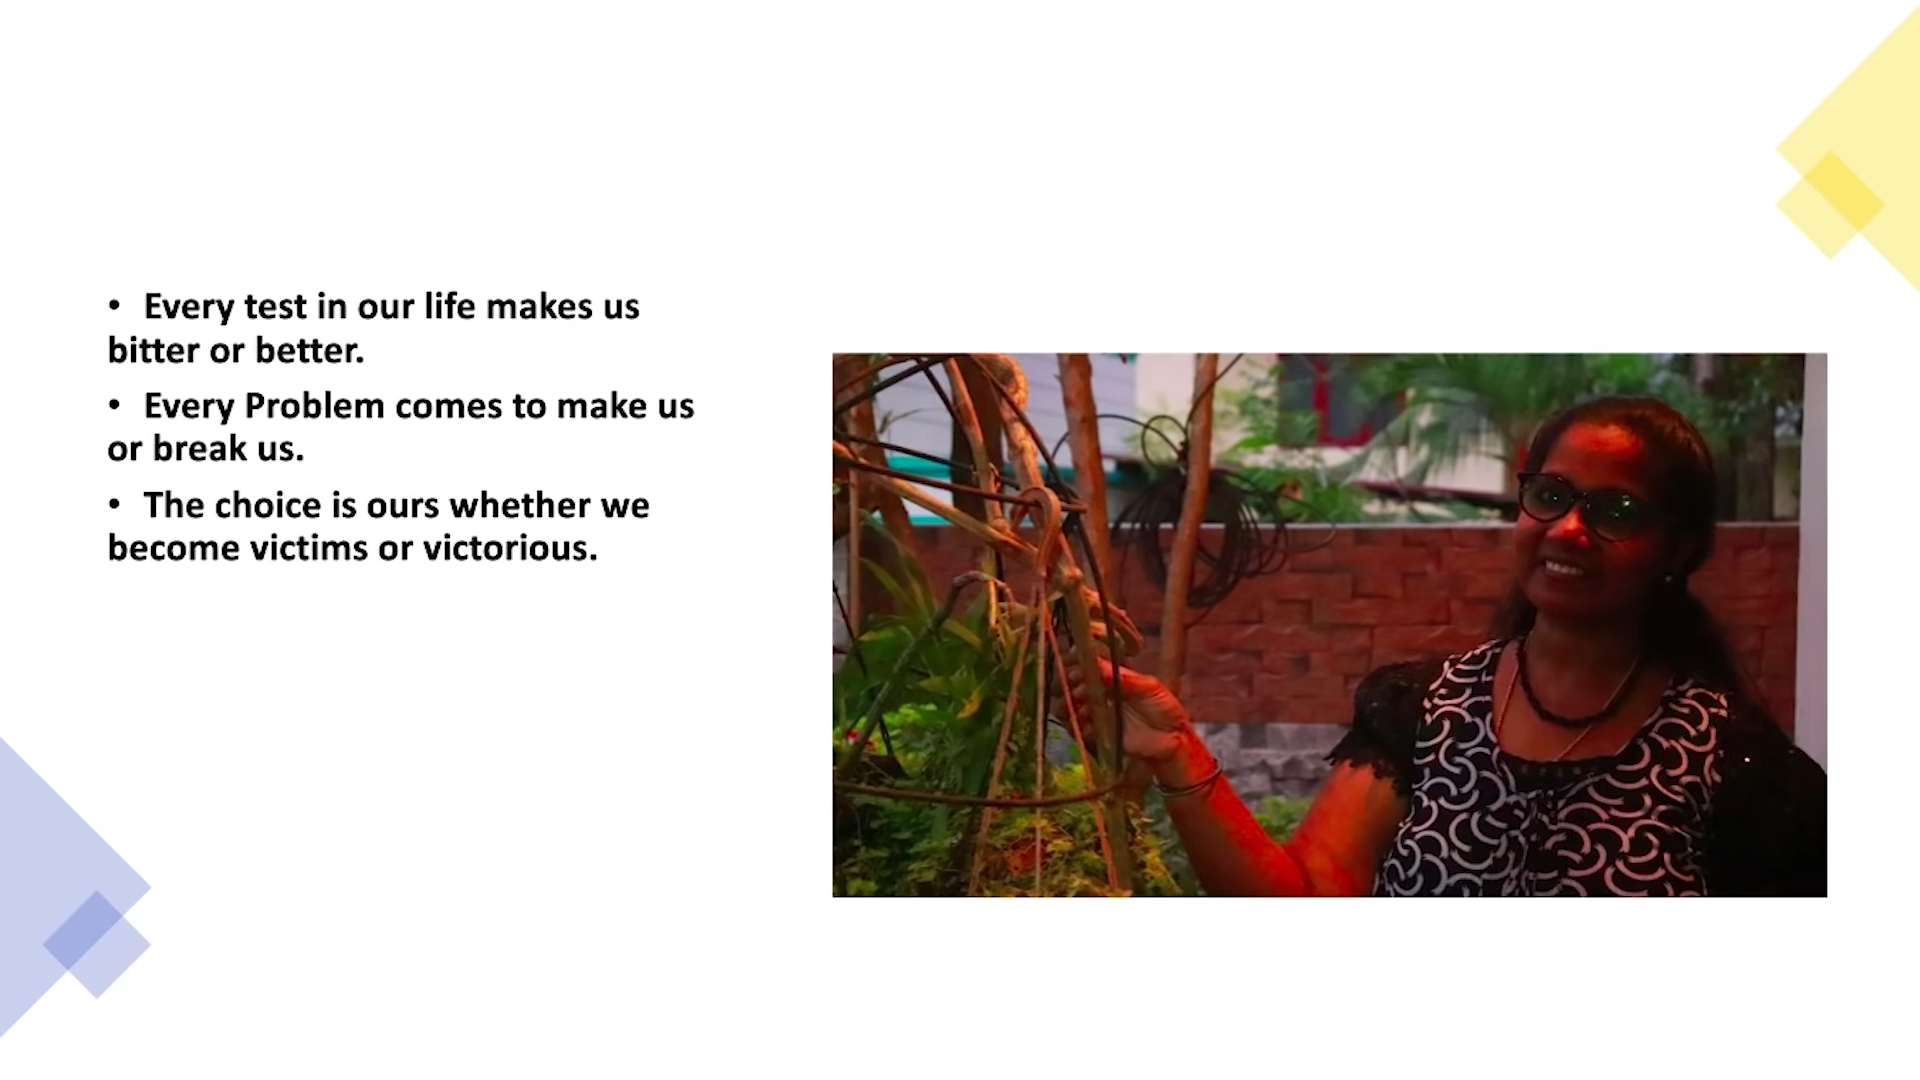 • Every test in our life makes us
bitter or better.
• Every Problem comes to make us
or break us.
• The choice is ours whether we
become victims or victorious.